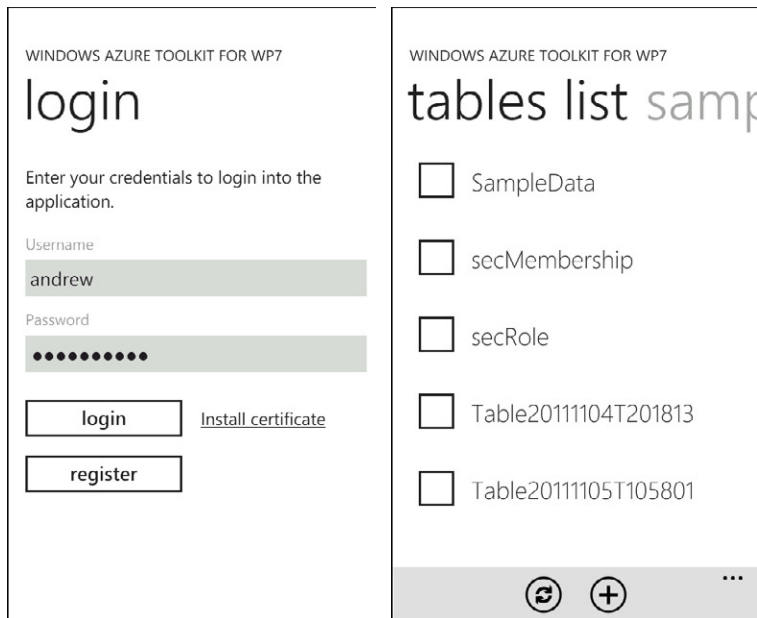 WINDOWS AZURE TOOLKIT FOR WP7
login
Enter your credentials to login into the
application.
Username
andrew
Password
●●●●●●●●●●
login
Install certificate
register
WINDOWS AZURE TOOLKIT FOR WP7
tables list samp
SampleData
secMembership
secRole
Table20111104T201813
Table20111105T105801